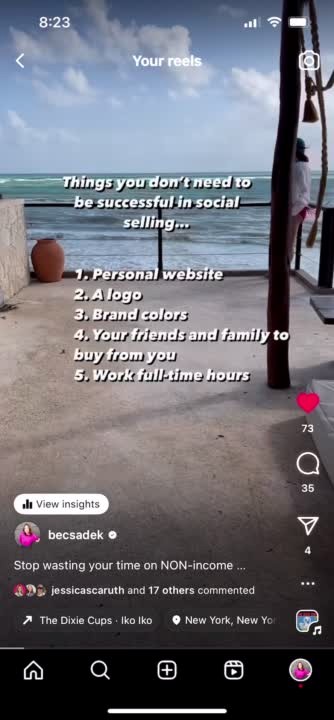 8:23
Your reels
Things you don't need to
be successful in social
selling...
1. Personal website
2. A logo
3. Brand colors
4. Your friends and family to
buy from you
5. Work full-time hours
73
35
4
View insights
becsadek
Stop wasting your time on NON-income ...
jessicascaruth and 17 others commented
The Dixie Cups · Iko Iko
New York, New Yor